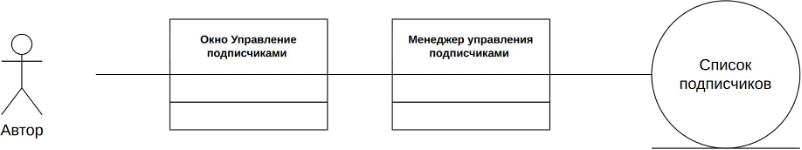 Окно Управление
подписчиками
Менеджер управления
подписчиками
Список
подписчиков
Автор